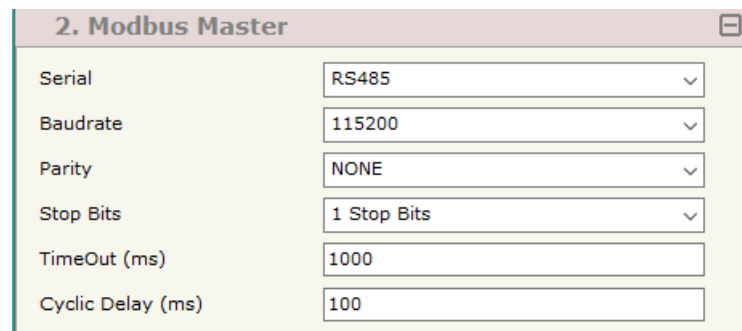 2. Modbus Master
Serial RS485
Baudrate 115200
Parity NONE
Stop Bits 1 Stop Bits
TimeOut (ms) 1000
Cyclic Delay (ms) 100